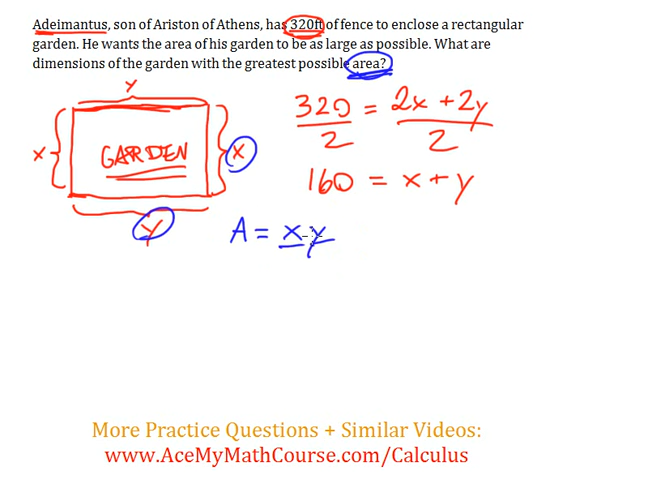 Adeimantus, son of Ariston of Athens, has 320ft of fence to enclose a rectangular
garden. He wants the area of his garden to be as large as possible. What are
dimensions of the garden with the greatest possible area?
Y
320 = 2x + 2y
2 2
X GARDEN X
160 = x + y
Y
A = x·y
More Practice Questions + Similar Videos:
www.AceMyMathCourse.com/Calculus